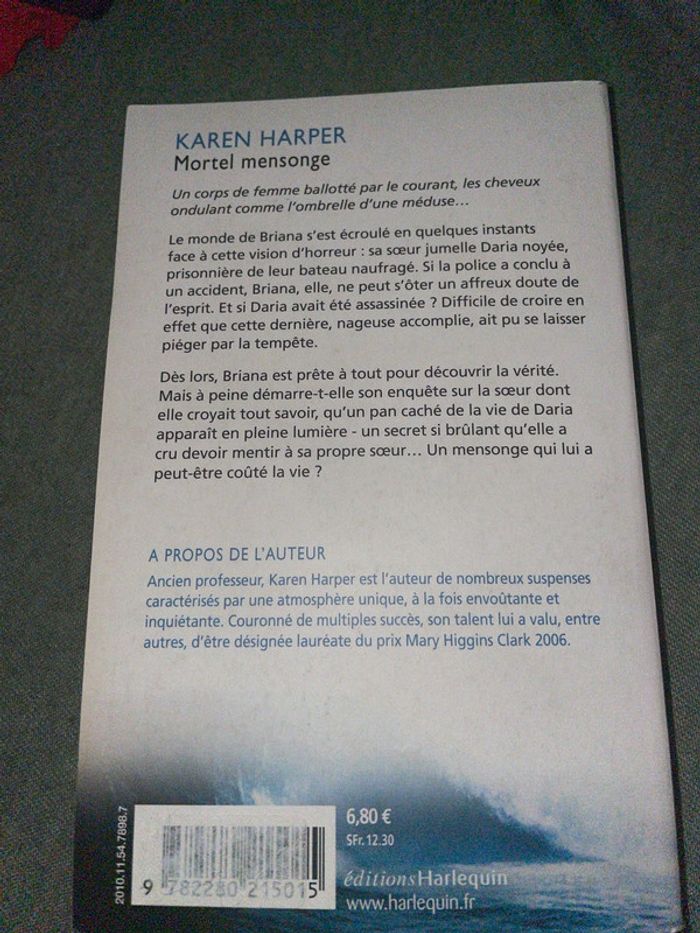 KAREN HARPER
Mortel mensonge
Un corps de femme ballotté par le courant, les cheveux
ondulant comme l'ombrelle d'une méduse...
Le monde de Briana s'est écroulé en quelques instants
face à cette vision d'horreur : sa sœur jumelle Daria noyée,
prisonnière de leur bateau naufragé. Si la police a conclu à
un accident, Briana, elle, ne peut s'ôter un affreux doute de
l'esprit. Et si Daria avait été assassinée ? Difficile de croire en
effet que cette dernière, nageuse accomplie, ait pu se laisser
piéger par la tempête.
Dès lors, Briana est prête à tout pour découvrir la vérité.
Mais à peine démarre-t-elle son enquête sur la sœur dont
elle croyait tout savoir, qu'un pan caché de la vie de Daria
apparaît en pleine lumière - un secret si brûlant qu'elle a
cru devoir mentir à sa propre sœur... Un mensonge qui lui a
peut-être coûté la vie ?
A PROPOS DE L'AUTEUR
Ancien professeur, Karen Harper est l'auteur de nombreux suspenses
caractérisés par une atmosphère unique, à la fois envoûtante et
inquiétante. Couronné de multiples succès, son talent lui a valu, entre
autres, d'être désignée lauréate du prix Mary Higgins Clark 2006.
2010.11.54.7898.7
9 782280 215015
6,80 €
SFr. 12.30
éditionsHarlequin
www.harlequin.fr